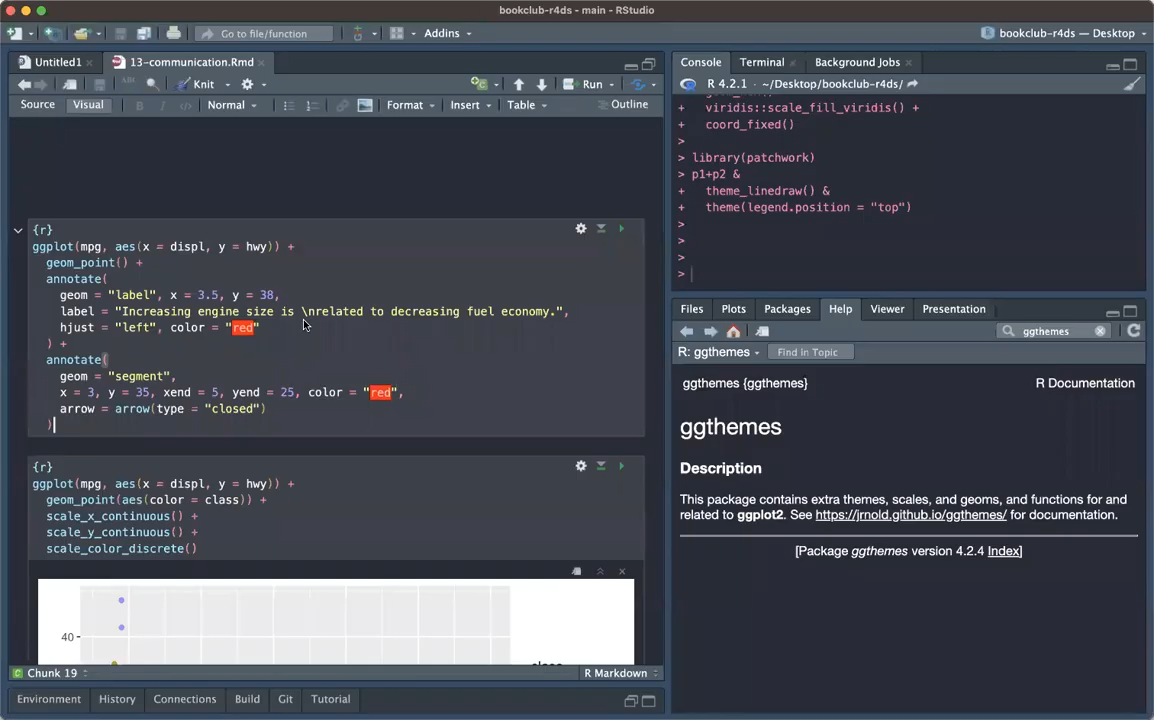 bookclub-r4ds - main - RStudio
Go to file/function
Addins
bookclub-r4ds — Desktop
Untitled1
13-communication.Rmd
ABC
Knit
Run
Source
Visual
B
I
</>
Normal
Format
Insert
Table
Outline
{r}
ggplot(mpg, aes(x = displ, y = hwy)) +
geom_point() +
annotate(
geom = "label", x = 3.5, y = 38,
label = "Increasing engine size is \nrelated to decreasing fuel economy.",
hjust = "left", color = "red"
) +
annotate(
geom = "segment",
x = 3, y = 35, xend = 5, yend = 25, color = "red",
arrow = arrow(type = "closed")
)
{r}
ggplot(mpg, aes(x = displ, y = hwy)) +
geom_point(aes(color = class)) +
scale_x_continuous() +
scale_y_continuous() +
scale_color_discrete()
40
class
C Chunk 19
R Markdown
Environment
History
Connections
Build
Git
Tutorial
Console
Terminal
Background Jobs
R 4.2.1 · ~/Desktop/bookclub-r4ds/
+ viridis::scale_fill_viridis() +
+ coord_fixed()
>
> library(patchwork)
> p1+p2 &
+ theme_linedraw() &
+ theme(legend.position = "top")
>
>
>
>
Files
Plots
Packages
Help
Viewer
Presentation
ggthemes
R: ggthemes
Find in Topic
ggthemes {ggthemes}
R Documentation
ggthemes
Description
This package contains extra themes, scales, and geoms, and functions for and
related to ggplot2. See https://jrnold.github.io/ggthemes/ for documentation.
[Package ggthemes version 4.2.4 Index]